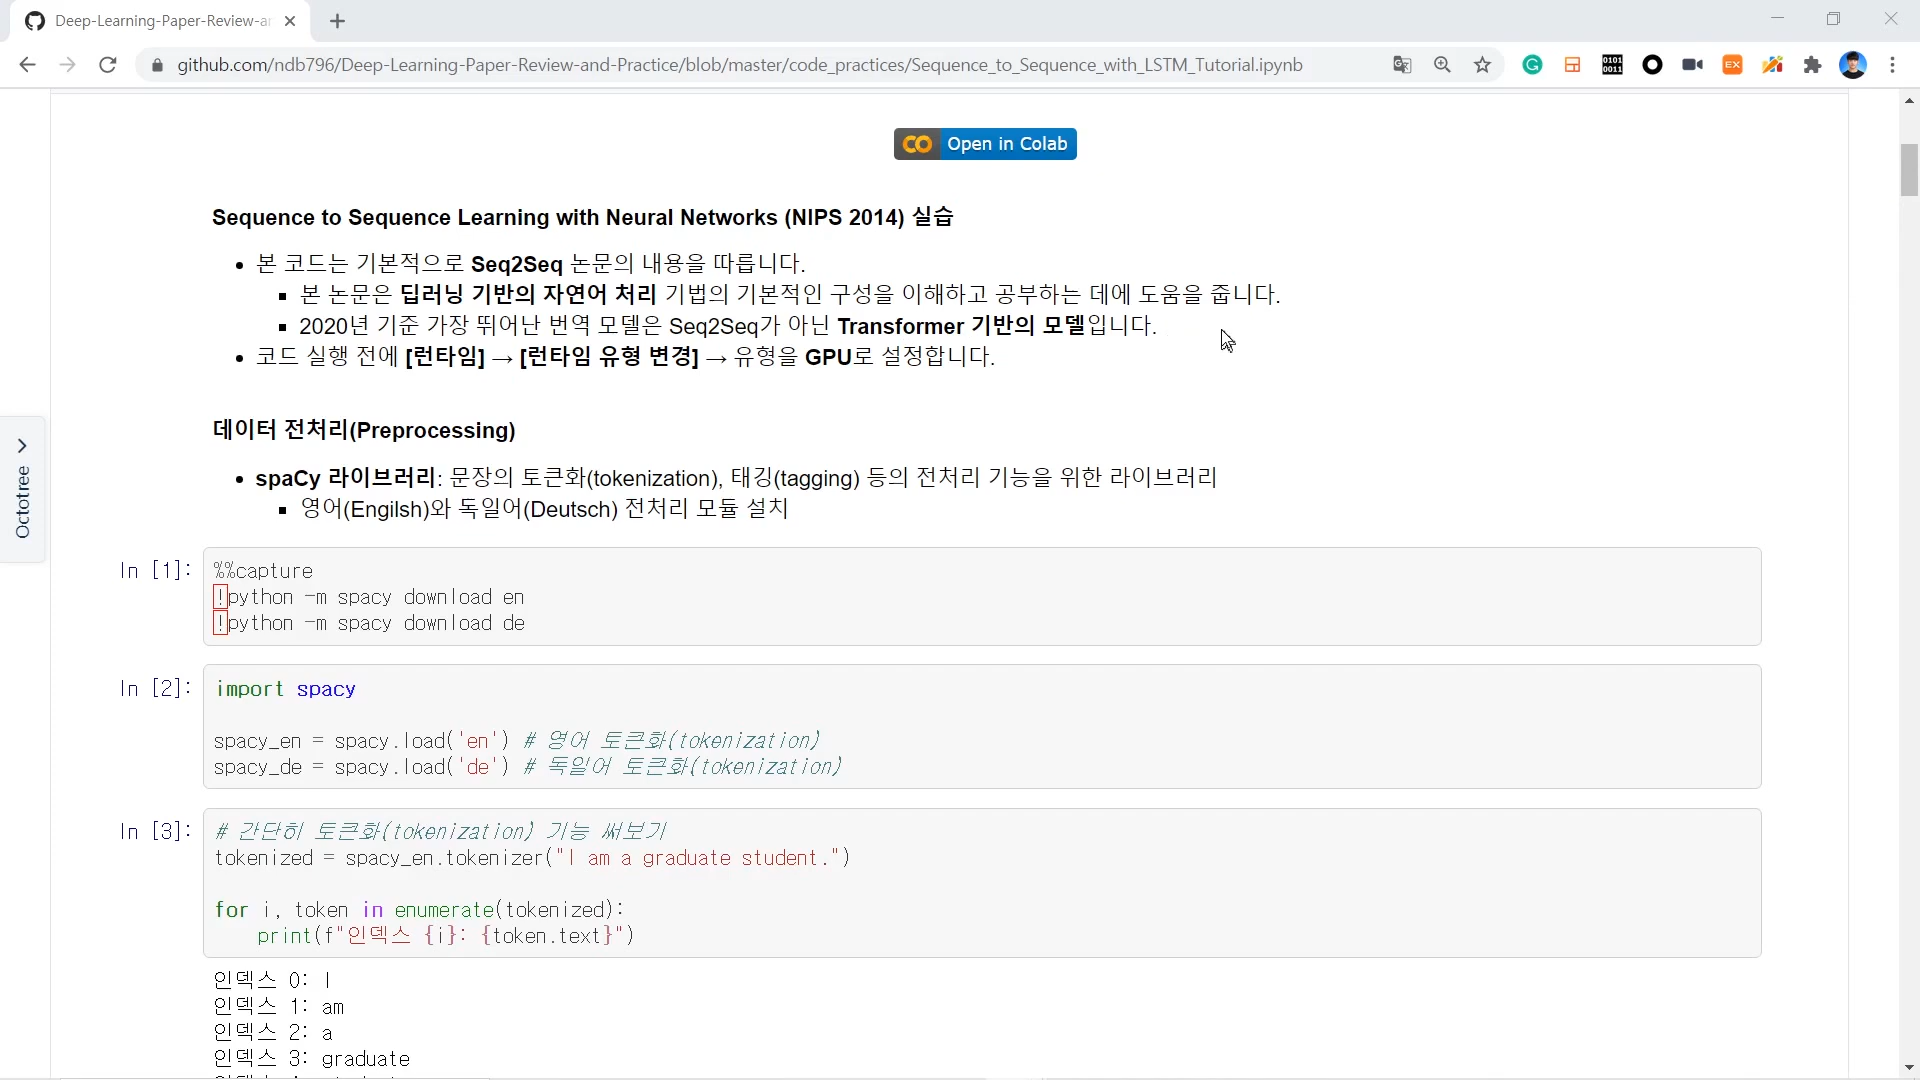 Deep-Learning-Paper-Review-a
github.com/ndb796/Deep-Learning-Paper-Review-and-Practice/blob/master/code_practices/Sequence_to_Sequence_with_LSTM_Tutorial.ipynb
0101
0011
EX
Open in Colab
Sequence to Sequence Learning with Neural Networks (NIPS 2014) 실습
• 본 코드는 기본적으로 Seq2Seq 논문의 내용을 따릅니다.
▪ 본 논문은 딥러닝 기반의 자연어 처리 기법의 기본적인 구성을 이해하고 공부하는 데에 도움을 줍니다.
▪ 2020년 기준 가장 뛰어난 번역 모델은 Seq2Seq가 아닌 Transformer 기반의 모델입니다.
• 코드 실행 전에 [런타임] → [런타임 유형 변경] → 유형을 GPU로 설정합니다.
Octotree
데이터 전처리(Preprocessing)
• spaCy 라이브러리: 문장의 토큰화(tokenization), 태깅(tagging) 등의 전처리 기능을 위한 라이브러리
▪ 영어(Engilsh)와 독일어(Deutsch) 전처리 모듈 설치
In [1]: %%capture
!python -m spacy download en
!python -m spacy download de
In [2]: import spacy
spacy_en = spacy.load('en') # 영어 토큰화(tokenization)
spacy_de = spacy.load('de') # 독일어 토큰화(tokenization)
In [3]: # 간단히 토큰화(tokenization) 기능 써보기
tokenized = spacy_en.tokenizer("I am a graduate student.")
for i, token in enumerate(tokenized):
print(f"인덱스 {i}: {token.text}")
인덱스 0: I
인덱스 1: am
인덱스 2: a
인덱스 3: graduate